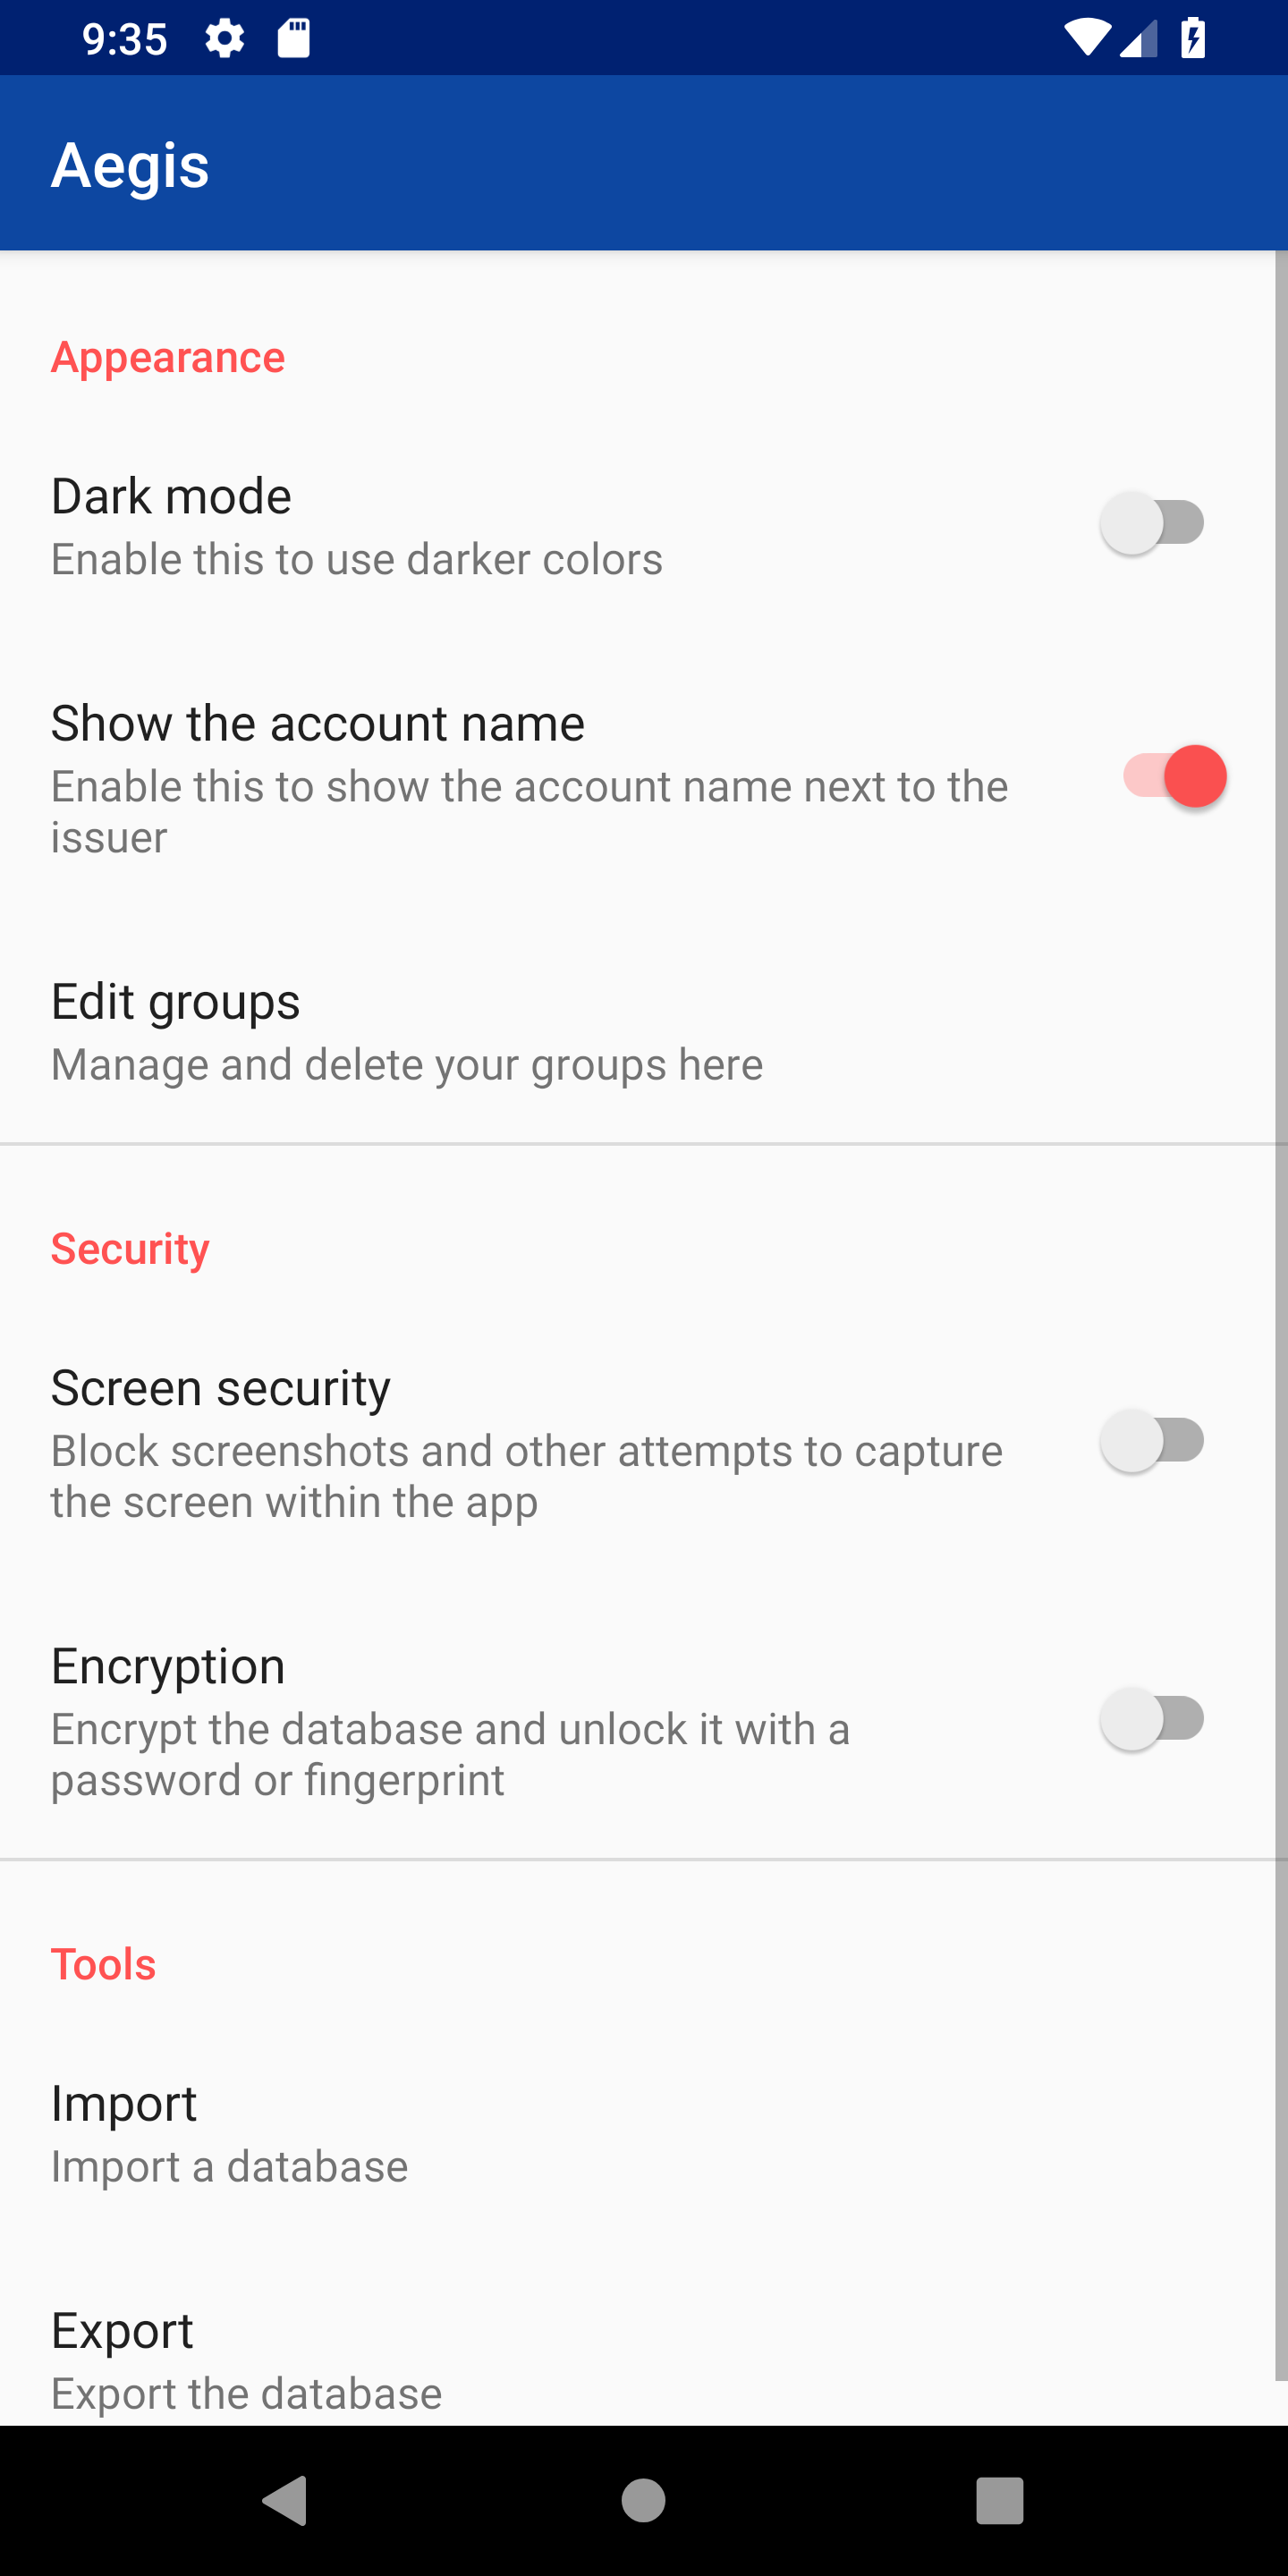 9:35
Aegis
Appearance
Dark mode
Enable this to use darker colors
Show the account name
Enable this to show the account name next to the
issuer
Edit groups
Manage and delete your groups here
Security
Screen security
Block screenshots and other attempts to capture
the screen within the app
Encryption
Encrypt the database and unlock it with a
password or fingerprint
Tools
Import
Import a database
Export
Export the database